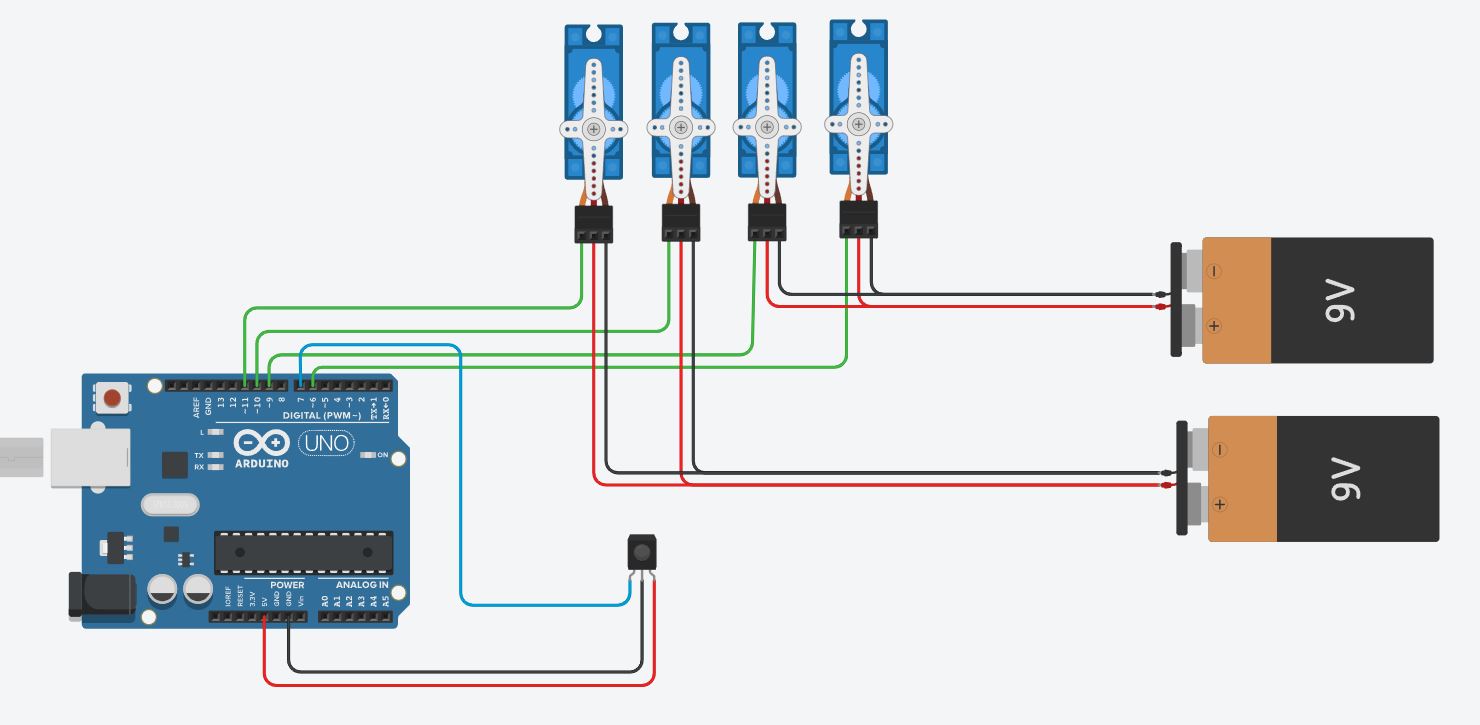 9V
9V
AREF
GND
13
12
~11
~10
~9
8
7
~6
~5
4
~3
2
TX→1
RX←0
DIGITAL (PWM~)
L
TX
RX
ARDUINO
UNO
ON
POWER
ANALOG IN
IOREF
RESET
3.3V
5V
GND
GND
Vin
A0
A1
A2
A3
A4
A5